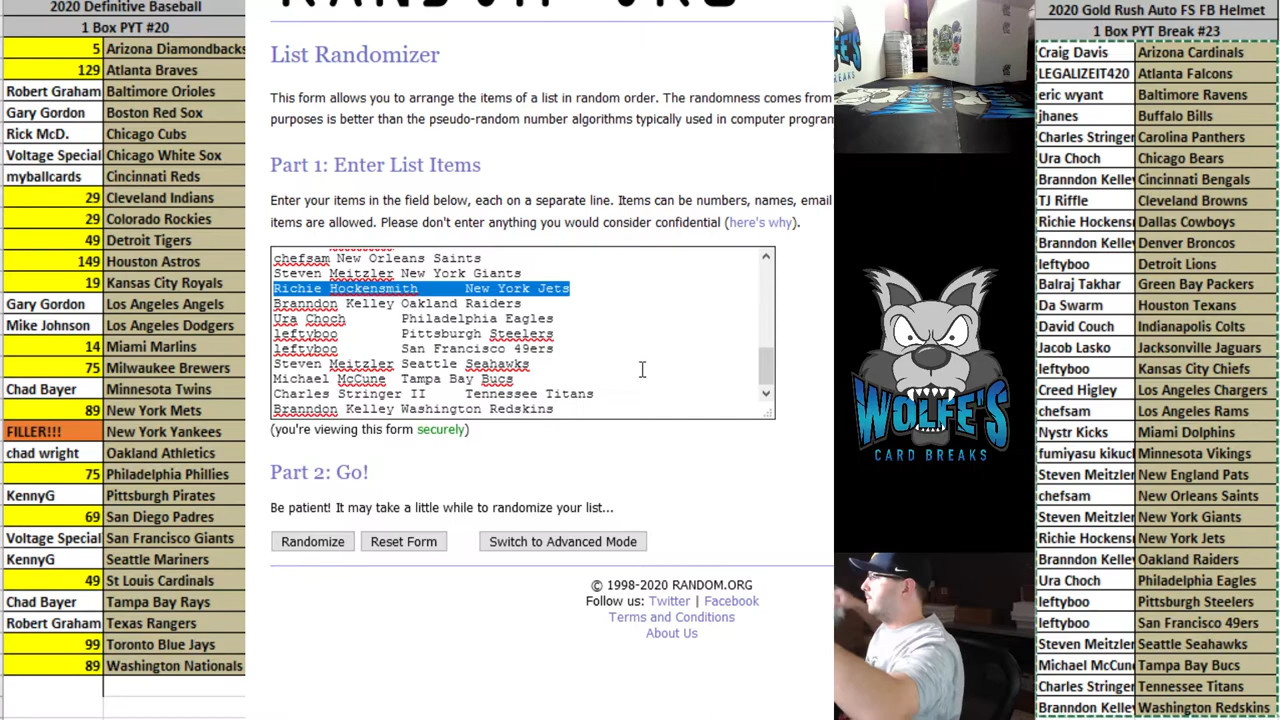 2020 Definitive Baseball
1 Box PYT #20
5 Arizona Diamondbacks
129 Atlanta Braves
Robert Graham Baltimore Orioles
Gary Gordon Boston Red Sox
Rick McD. Chicago Cubs
Voltage Special Chicago White Sox
myballcards Cincinnati Reds
29 Cleveland Indians
29 Colorado Rockies
49 Detroit Tigers
149 Houston Astros
19 Kansas City Royals
Gary Gordon Los Angeles Angels
Mike Johnson Los Angeles Dodgers
14 Miami Marlins
75 Milwaukee Brewers
Chad Bayer Minnesota Twins
89 New York Mets
FILLER!!! New York Yankees
chad wright Oakland Athletics
75 Philadelphia Phillies
KennyG Pittsburgh Pirates
69 San Diego Padres
Voltage Special San Francisco Giants
KennyG Seattle Mariners
49 St Louis Cardinals
Chad Bayer Tampa Bay Rays
Robert Graham Texas Rangers
99 Toronto Blue Jays
89 Washington Nationals
RANDOM ORG
List Randomizer
This form allows you to arrange the items of a list in random order. The randomness comes from
purposes is better than the pseudo-random number algorithms typically used in computer program
Part 1: Enter List Items
Enter your items in the field below, each on a separate line. Items can be numbers, names, email
items are allowed. Please don't enter anything you would consider confidential (here's why).
chefsam New Orleans Saints
Steven Meitzler New York Giants
Richie Hockensmith New York Jets
Branndon Kelley Oakland Raiders
Ura Choch Philadelphia Eagles
leftyboo Pittsburgh Steelers
leftyboo San Francisco 49ers
Steven Meitzler Seattle Seahawks
Michael McCune Tampa Bay Bucs
Charles Stringer II Tennessee Titans
Branndon Kelley Washington Redskins
(you're viewing this form securely)
Part 2: Go!
Be patient! It may take a little while to randomize your list...
Randomize Reset Form Switch to Advanced Mode
© 1998-2020 RANDOM.ORG
Follow us: Twitter | Facebook
Terms and Conditions
About Us
WOLFE'S
CARD BREAKS
2020 Gold Rush Auto FS FB Helmet
1 Box PYT Break #23
Craig Davis Arizona Cardinals
LEGALIZEIT420 Atlanta Falcons
eric wyant Baltimore Ravens
jhanes Buffalo Bills
Charles Stringer Carolina Panthers
Ura Choch Chicago Bears
Branndon Kelley Cincinnati Bengals
TJ Riffle Cleveland Browns
Richie Hockens Dallas Cowboys
Branndon Kelley Denver Broncos
leftyboo Detroit Lions
Balraj Takhar Green Bay Packers
Da Swarm Houston Texans
David Couch Indianapolis Colts
Jacob Lasko Jacksonville Jaguars
leftyboo Kansas City Chiefs
Creed Higley Los Angeles Chargers
chefsam Los Angeles Rams
Nystr Kicks Miami Dolphins
fumiyasu kikuc Minnesota Vikings
Steven Meitzler New England Pats
chefsam New Orleans Saints
Steven Meitzler New York Giants
Richie Hockens New York Jets
Branndon Kelley Oakland Raiders
Ura Choch Philadelphia Eagles
leftyboo Pittsburgh Steelers
leftyboo San Francisco 49ers
Steven Meitzler Seattle Seahawks
Michael McCune Tampa Bay Bucs
Charles Stringer Tennessee Titans
Branndon Kelley Washington Redskins